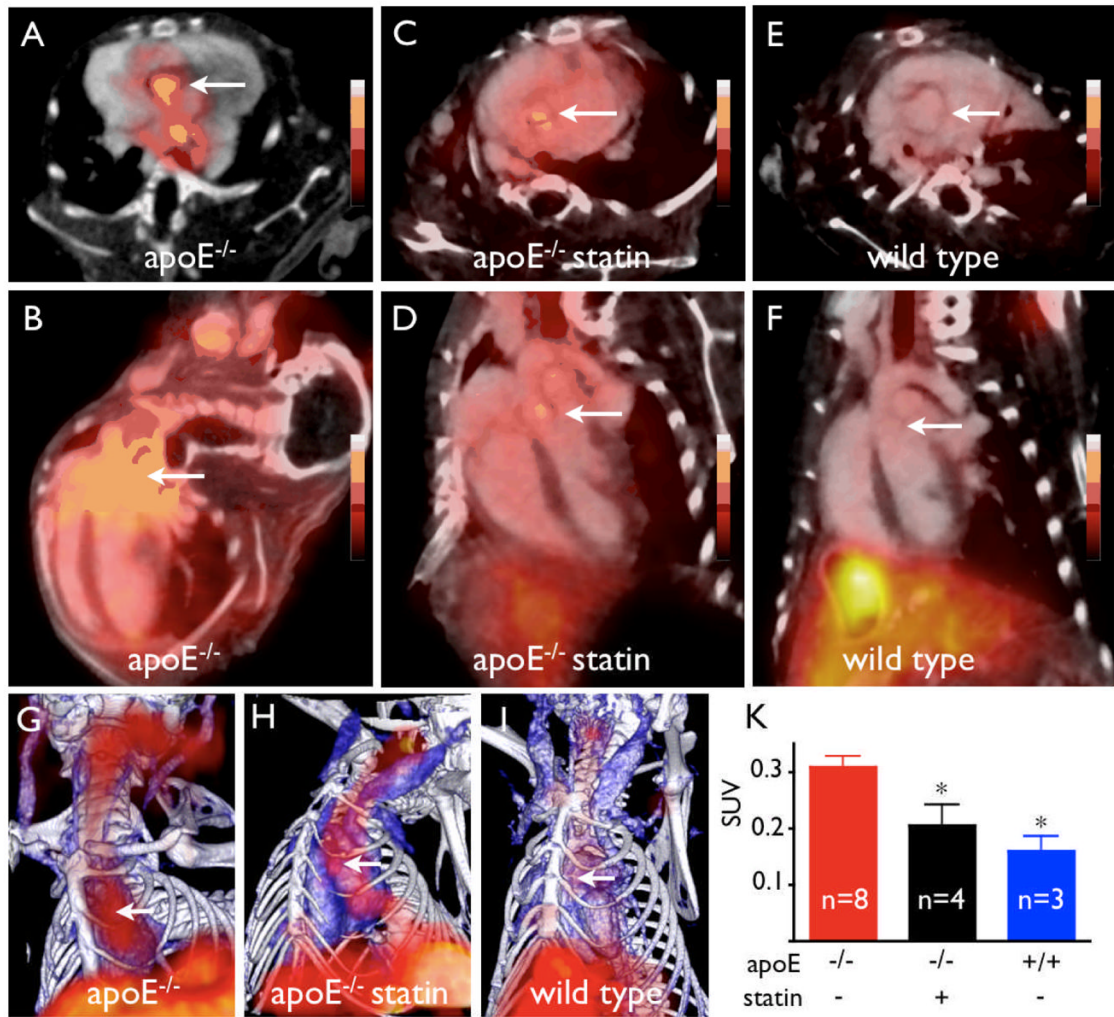 A
apoE-/-
C
apoE-/- statin
E
wild type
B
apoE-/-
D
apoE-/- statin
F
wild type
G
apoE-/-
H
apoE-/- statin
I
wild type
K
SUV
0.3
0.2
0.1
*
*
n=8
n=4
n=3
apoE -/- -/- +/+
statin - + -